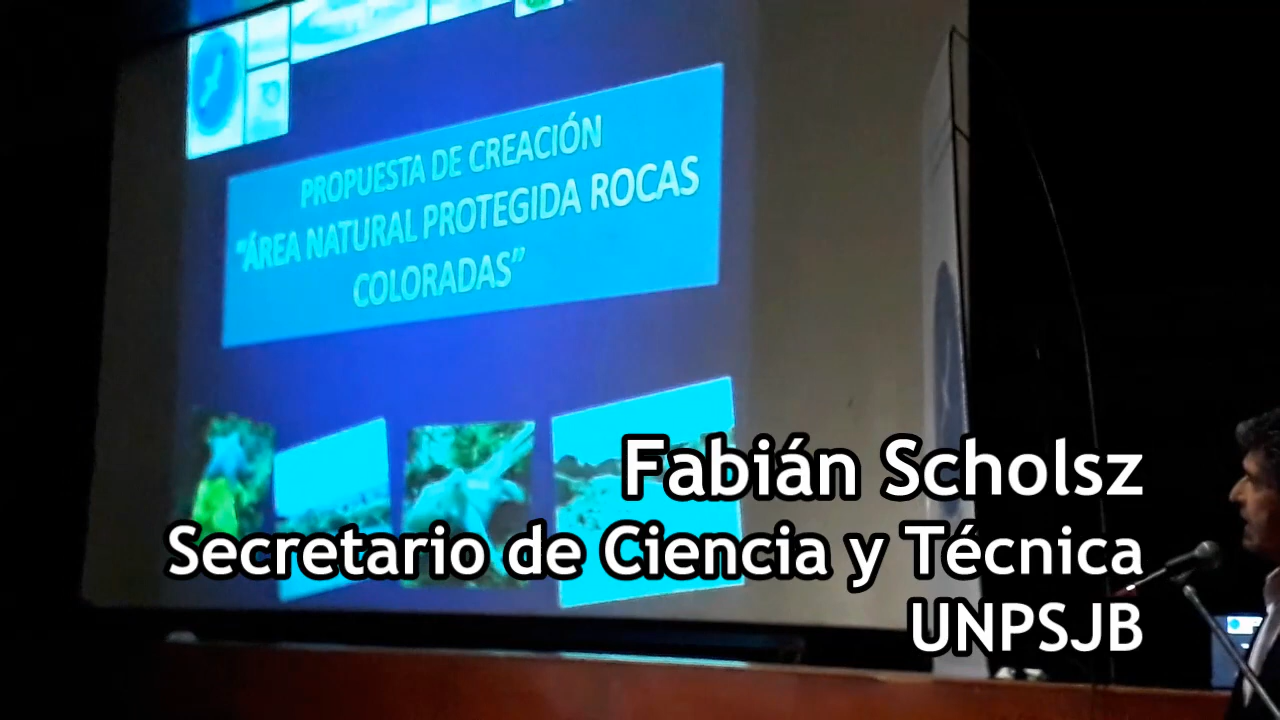 PROPUESTA DE CREACIÓN
"ÁREA NATURAL PROTEGIDA ROCAS
COLORADAS"
Fabián Scholsz
Secretario de Ciencia y Técnica
UNPSJB